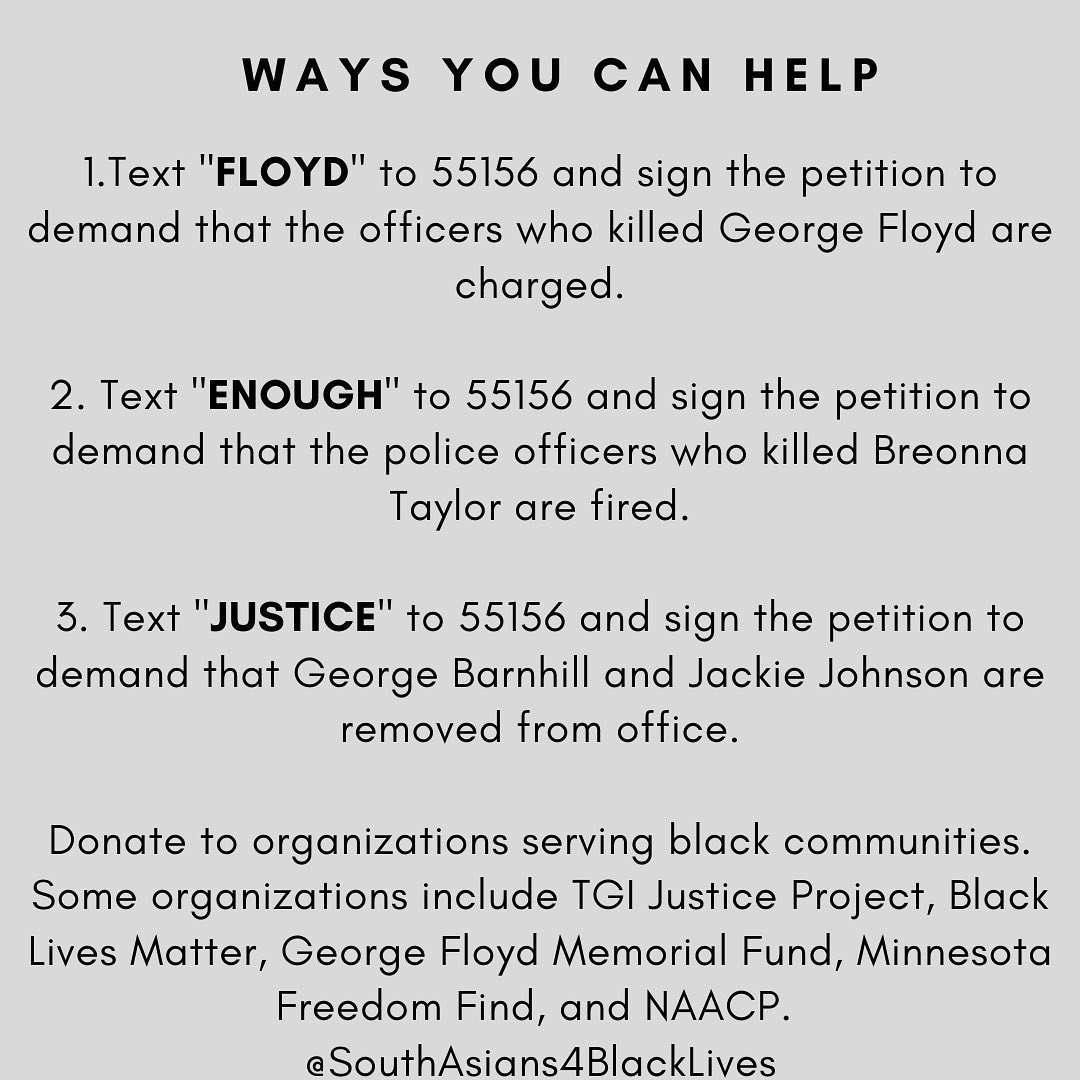 WAYS YOU CAN HELP
1.Text "FLOYD" to 55156 and sign the petition to
demand that the officers who killed George Floyd are
charged.
2. Text "ENOUGH" to 55156 and sign the petition to
demand that the police officers who killed Breonna
Taylor are fired.
3. Text "JUSTICE" to 55156 and sign the petition to
demand that George Barnhill and Jackie Johnson are
removed from office.
Donate to organizations serving black communities.
Some organizations include TGI Justice Project, Black
Lives Matter, George Floyd Memorial Fund, Minnesota
Freedom Find, and NAACP.
@SouthAsians4BlackLives